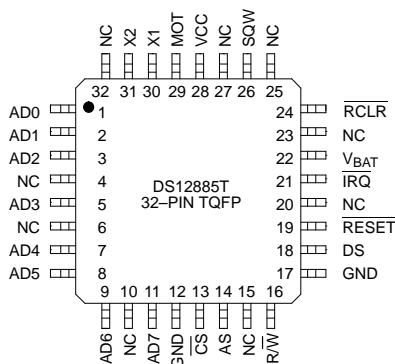 NC X2 X1 MOT VCC NC SQW NC
32 31 30 29 28 27 26 25
AD0 1 24 RCLR
AD1 2 23 NC
AD2 3 22 VBAT
NC 4 21 IRQ
AD3 5 20 NC
NC 6 19 RESET
AD4 7 18 DS
AD5 8 17 GND
DS12885T
32–PIN TQFP
9 10 11 12 13 14 15 16
AD6 NC AD7 GND CS AS NC R/W